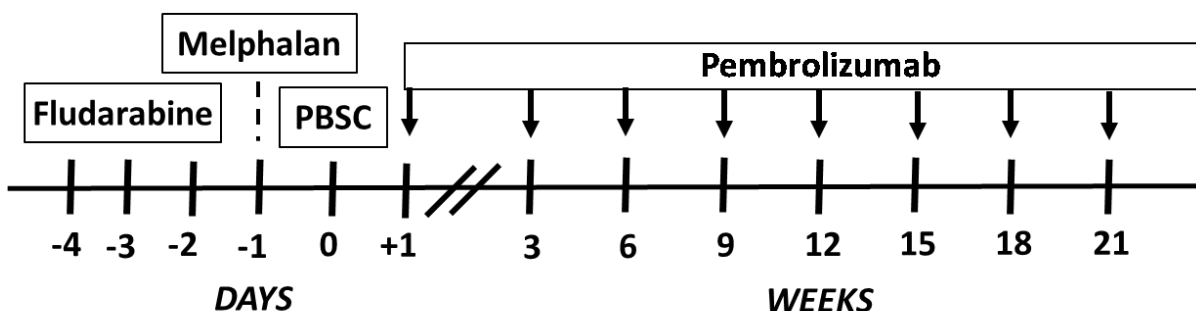 Melphalan
Pembrolizumab
Fludarabine
PBSC
-4 -3 -2 -1 0 +1 3 6 9 12 15 18 21
DAYS WEEKS